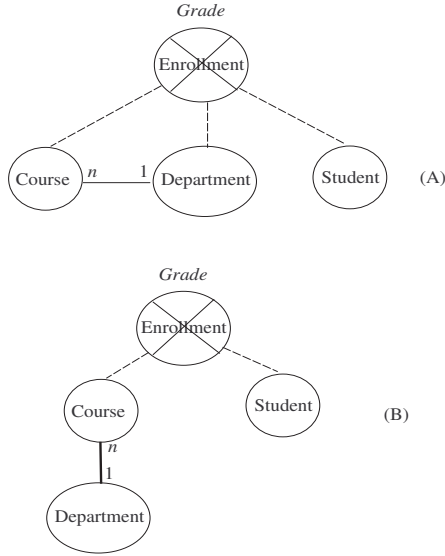 Grade
Enrollment
Course n 1 Department Student (A)
Grade
Enrollment
Course Student (B)
n
1
Department